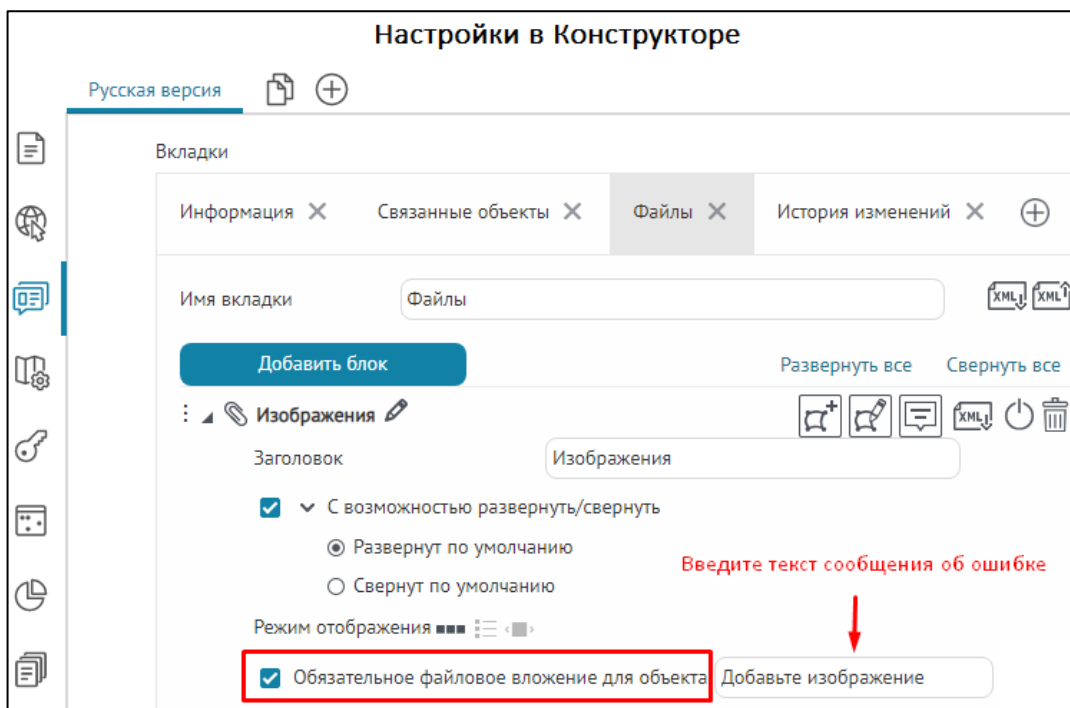 Настройки в Конструкторе
Русская версия
Вкладки
Информация Связанные объекты Файлы История изменений
Имя вкладки Файлы XML XML
Добавить блок Развернуть все Свернуть все
Изображения XML
Заголовок Изображения
С возможностью развернуть/свернуть
Развернут по умолчанию
Введите текст сообщения об ошибке
Свернут по умолчанию
Режим отображения
Обязательное файловое вложение для объекта Добавьте изображение